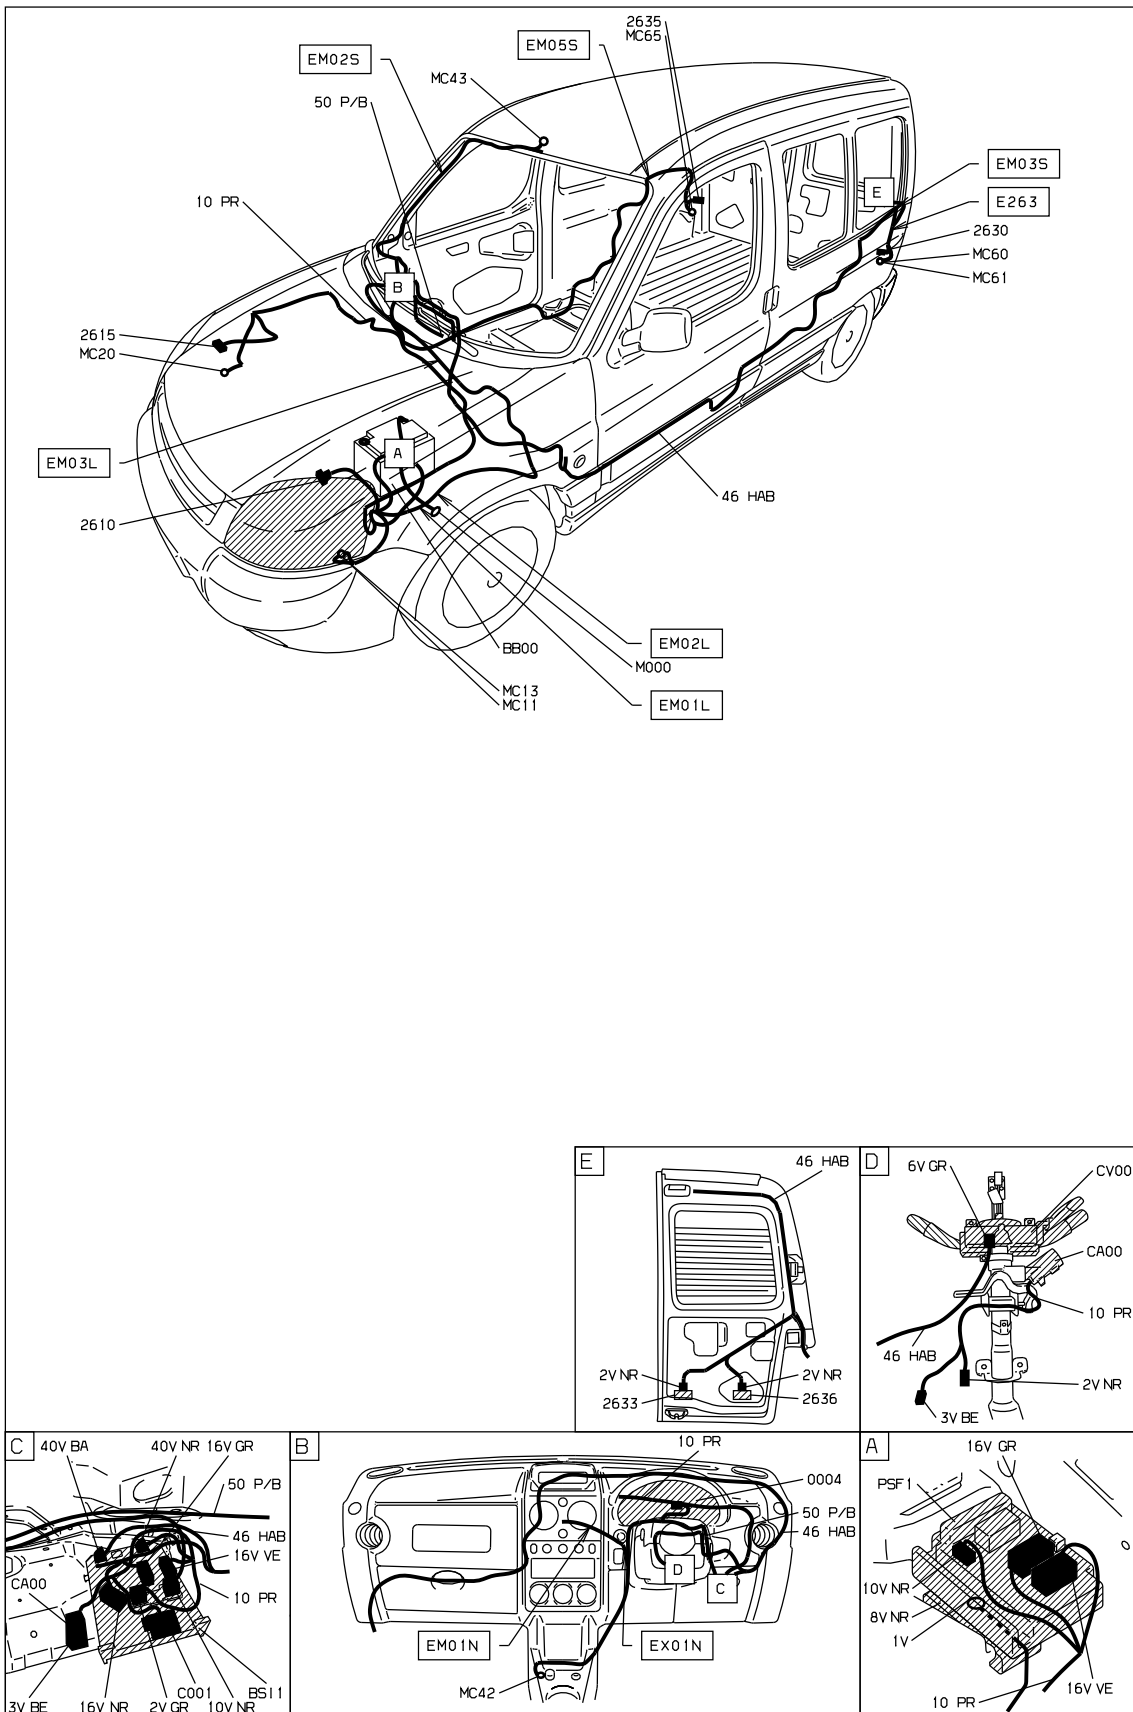 2635
MC65
EM05S
EM02S
MC43
50 P/B
EM03S
E
10 PR
E263
2630
MC60
MC61
B
2615
MC20
A
EM03L
46 HAB
2610
BB00
EM02L
M000
MC13
MC11
EM01L
E
46 HAB
2V NR
2V NR
2633
2636
D
6V GR
CV00
CA00
10 PR
46 HAB
2V NR
3V BE
C
40V BA
40V NR
16V GR
50 P/B
46 HAB
16V VE
CA00
10 PR
C001
BSI1
3V BE
16V NR
2V GR
10V NR
B
10 PR
0004
50 P/B
46 HAB
D
C
EM01N
EX01N
MC42
A
16V GR
PSF1
10V NR
8V NR
1V
16V VE
10 PR